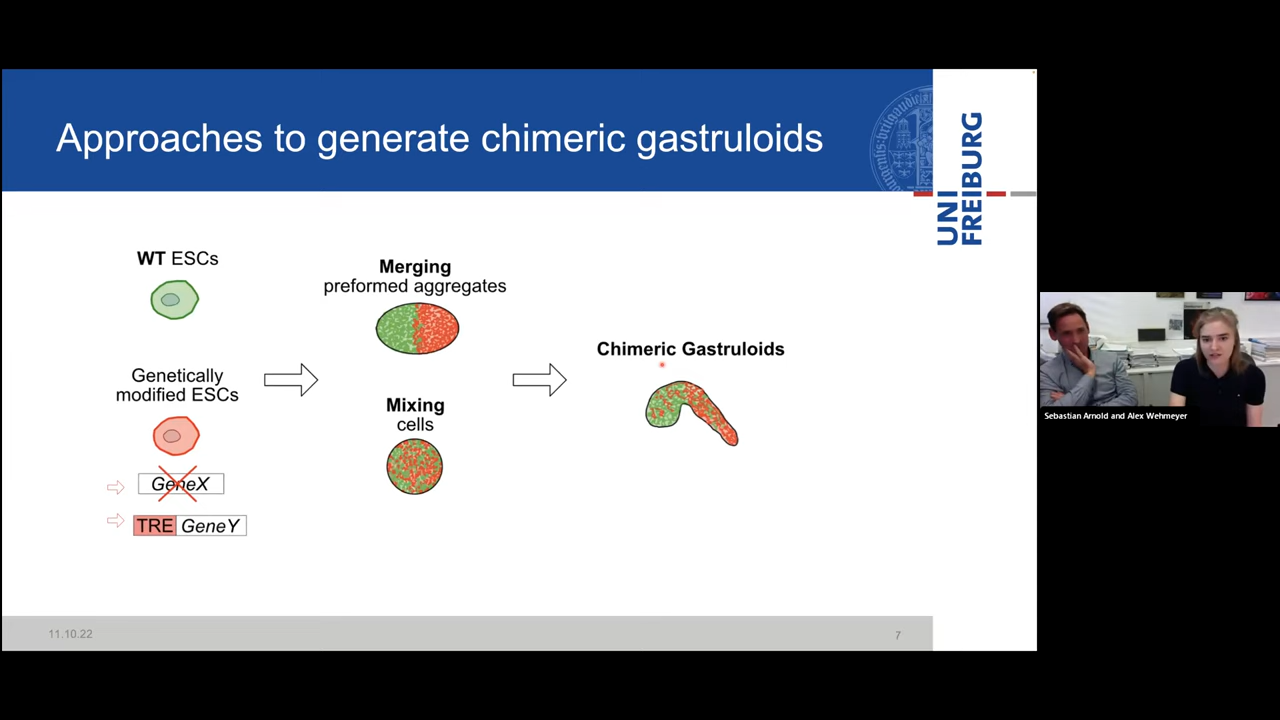 Approaches to generate chimeric gastruloids
UNI
FREIBURG
WT ESCs
Genetically
modified ESCs
GeneX
TRE GeneY
Merging
preformed aggregates
Mixing
cells
Chimeric Gastruloids
Sebastian Arnold and Alex Wehmeyer
11.10.22
7